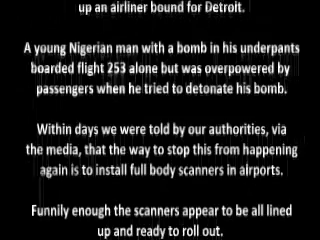 up an airliner bound for Detroit.
A young Nigerian man with a bomb in his underpants
boarded flight 253 alone but was overpowered by
passengers when he tried to detonate his bomb.
Within days we were told by our authorities, via
the media, that the way to stop this from happening
again is to install full body scanners in airports.
Funnily enough the scanners appear to be all lined
up and ready to roll out.